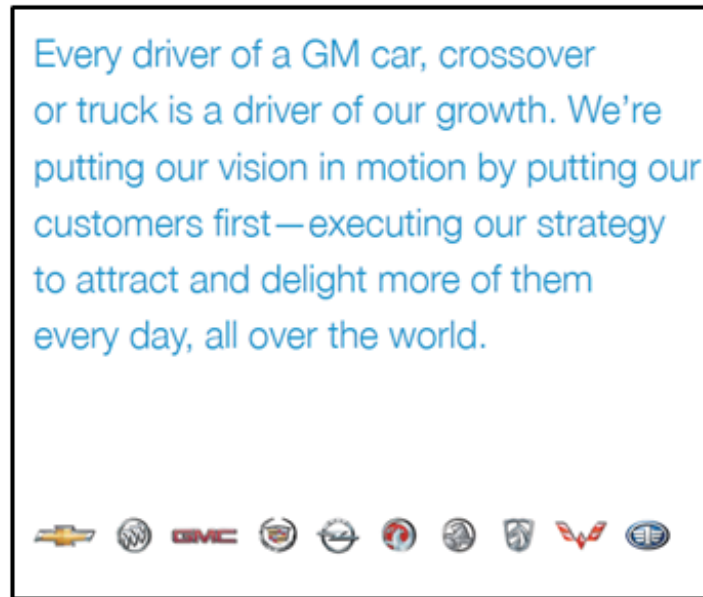 Every driver of a GM car, crossover
or truck is a driver of our growth. We’re
putting our vision in motion by putting our
customers first—executing our strategy
to attract and delight more of them
every day, all over the world.
GMC